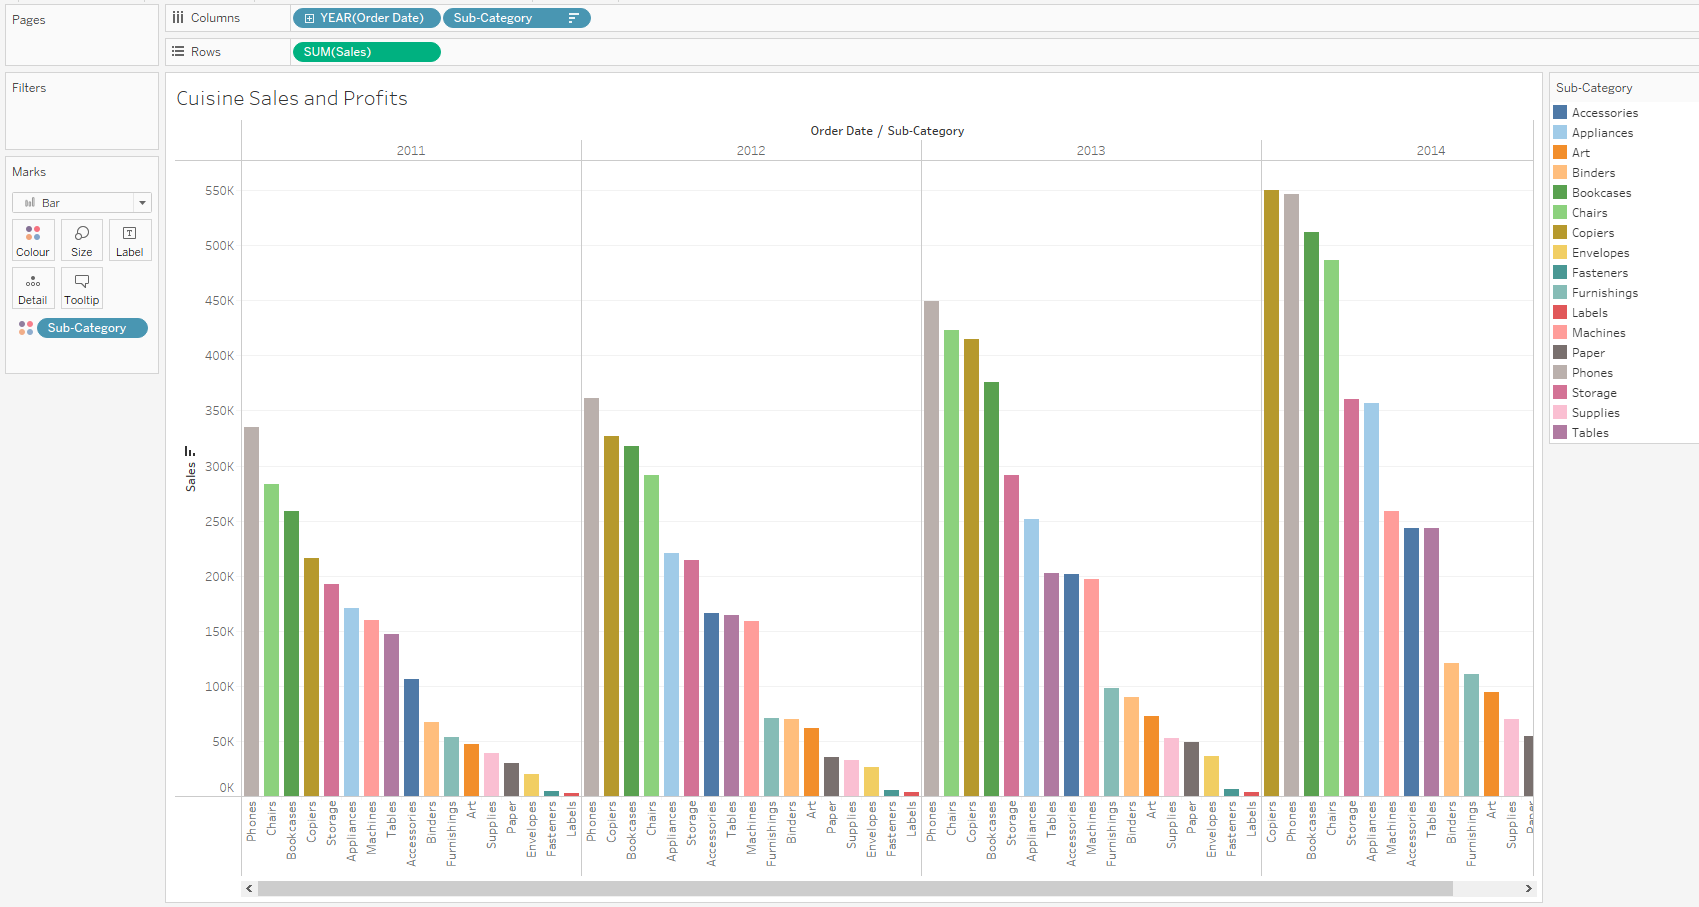 Pages
Columns
YEAR(Order Date)
Sub-Category
Rows
SUM(Sales)
Filters
Marks
Bar
Colour
Size
Label
Detail
Tooltip
Sub-Category
Cuisine Sales and Profits
Order Date / Sub-Category
2011
2012
2013
2014
Sales
550K
500K
450K
400K
350K
300K
250K
200K
150K
100K
50K
0K
Phones
Chairs
Bookcases
Copiers
Storage
Appliances
Machines
Tables
Accessories
Binders
Furnishings
Art
Supplies
Paper
Envelopes
Fasteners
Labels
Phones
Copiers
Bookcases
Chairs
Appliances
Storage
Accessories
Tables
Machines
Furnishings
Binders
Art
Paper
Supplies
Envelopes
Fasteners
Labels
Phones
Chairs
Copiers
Bookcases
Storage
Appliances
Tables
Accessories
Machines
Furnishings
Binders
Art
Supplies
Paper
Envelopes
Fasteners
Labels
Copiers
Phones
Bookcases
Chairs
Storage
Appliances
Machines
Accessories
Tables
Binders
Furnishings
Art
Supplies
Paper
Sub-Category
Accessories
Appliances
Art
Binders
Bookcases
Chairs
Copiers
Envelopes
Fasteners
Furnishings
Labels
Machines
Paper
Phones
Storage
Supplies
Tables